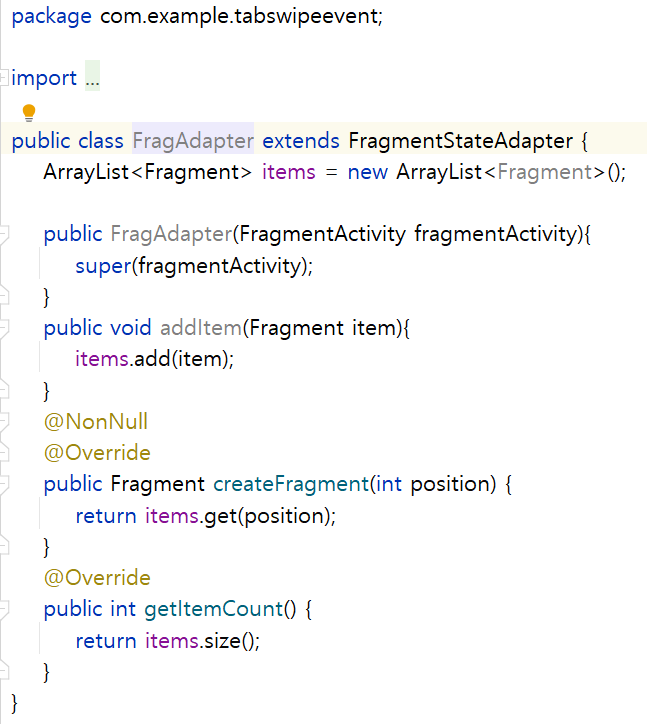 package com.example.tabswipeevent;
import ...
public class FragAdapter extends FragmentStateAdapter {
ArrayList<Fragment> items = new ArrayList<Fragment>();
public FragAdapter(FragmentActivity fragmentActivity){
super(fragmentActivity);
}
public void addItem(Fragment item){
items.add(item);
}
@NonNull
@Override
public Fragment createFragment(int position) {
return items.get(position);
}
@Override
public int getItemCount() {
return items.size();
}
}